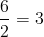 6/2 = 3